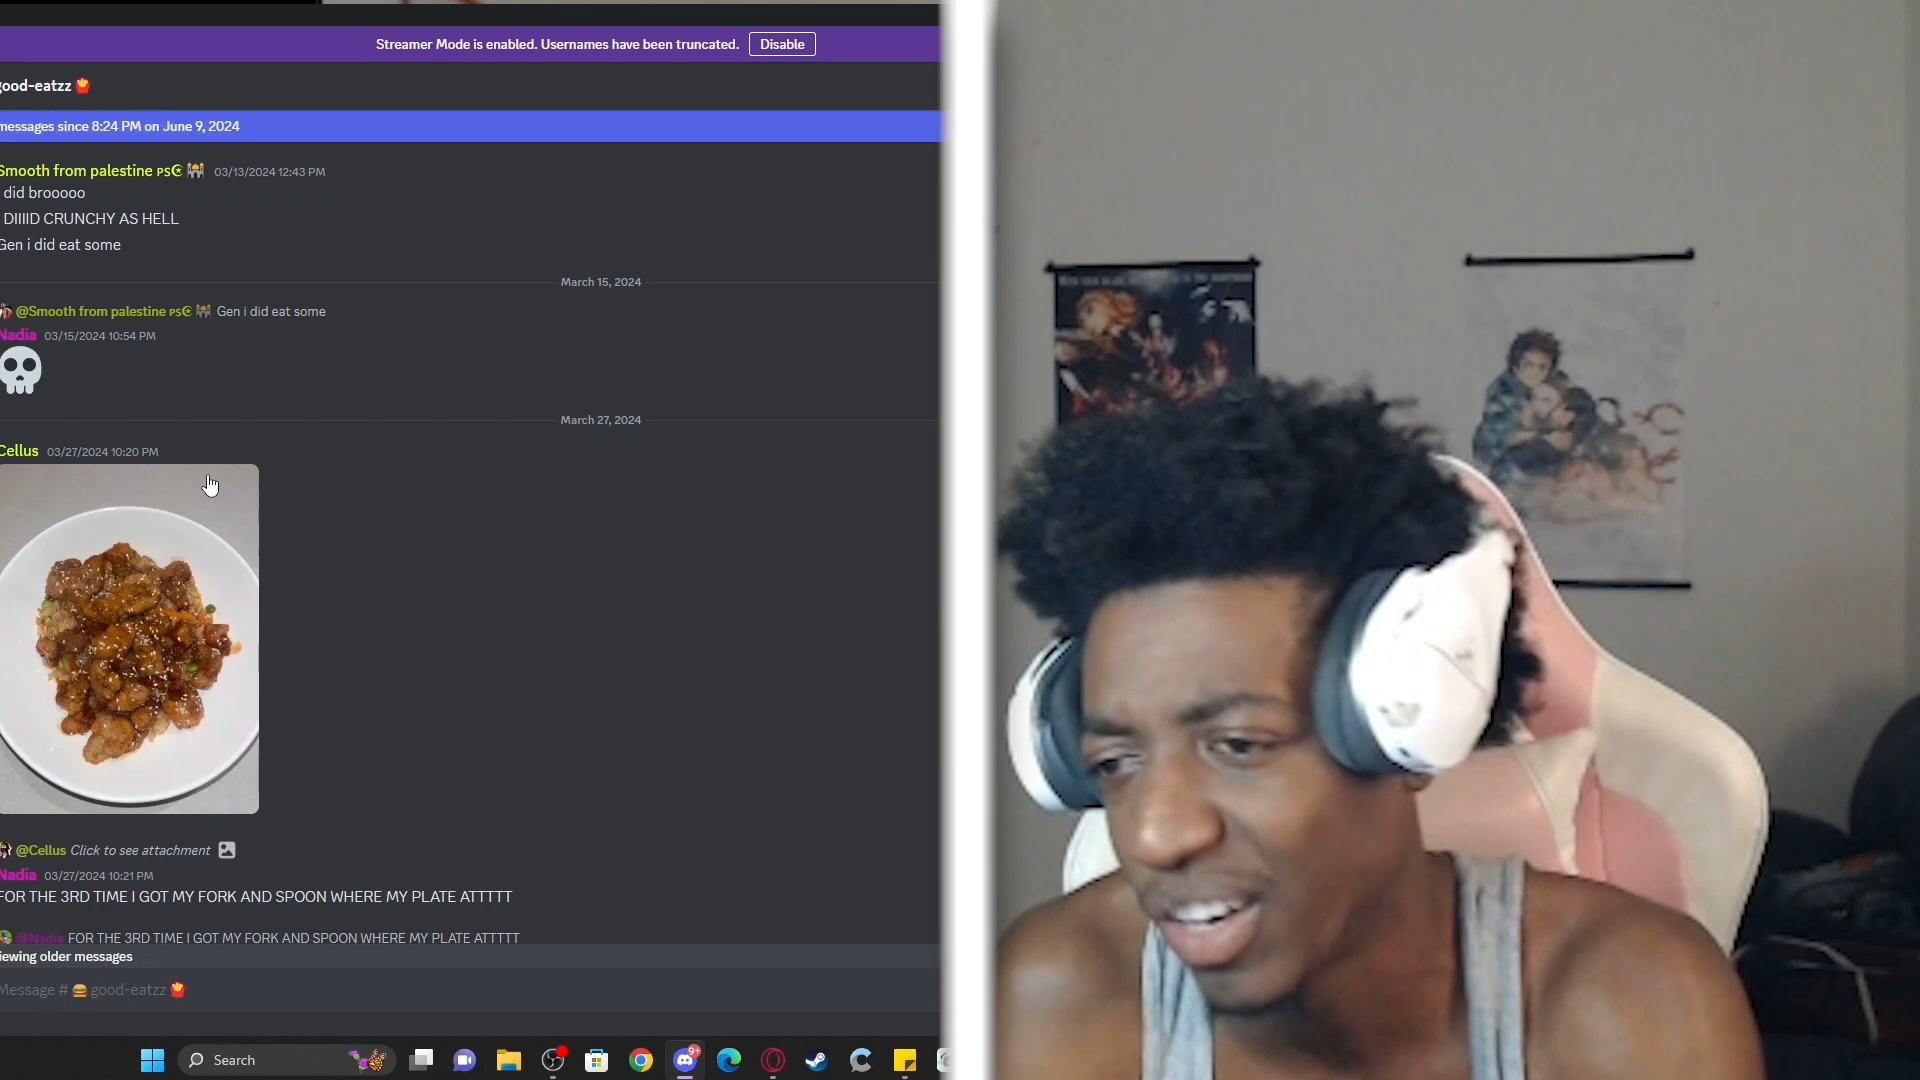 Streamer Mode is enabled. Usernames have been truncated. Disable
good-eatzz 🍟
messages since 8:24 PM on June 9, 2024
Smooth from palestine ᴘs☪🕌 03/13/2024 12:43 PM
did brooooo
DIIIID CRUNCHY AS HELL
Gen i did eat some
March 15, 2024
@Smooth from palestine ᴘs☪🕌 Gen i did eat some
Nadia 03/15/2024 10:54 PM
💀
March 27, 2024
Cellus 03/27/2024 10:20 PM
@Cellus Click to see attachment
Nadia 03/27/2024 10:21 PM
FOR THE 3RD TIME I GOT MY FORK AND SPOON WHERE MY PLATE ATTTTT
@Nadia FOR THE 3RD TIME I GOT MY FORK AND SPOON WHERE MY PLATE ATTTTT
iewing older messages
Message # 🍔 good-eatzz 🍟
Search
9+